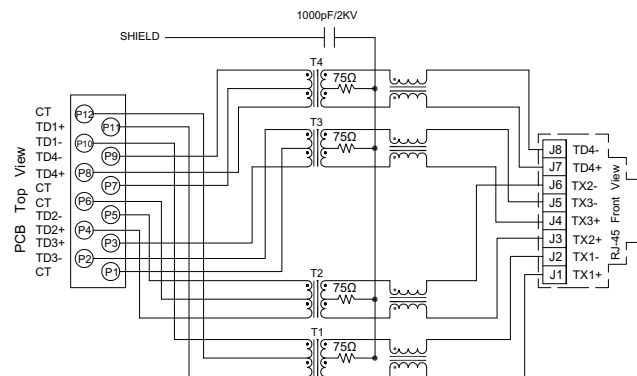 1000pF/2KV
SHIELD
T4
75Ω
T3
75Ω
T2
75Ω
T1
75Ω
PCB Top View
CT P12
TD1+ P11
TD1- P10
TD4- P9
TD4+ P8
CT P7
CT P6
TD2- P5
TD2+ P4
TD3+ P3
TD3- P2
CT P1
J8 TD4-
J7 TD4+
J6 TX2-
J5 TX3-
J4 TX3+
J3 TX2+
J2 TX1-
J1 TX1+
RJ-45 Front View